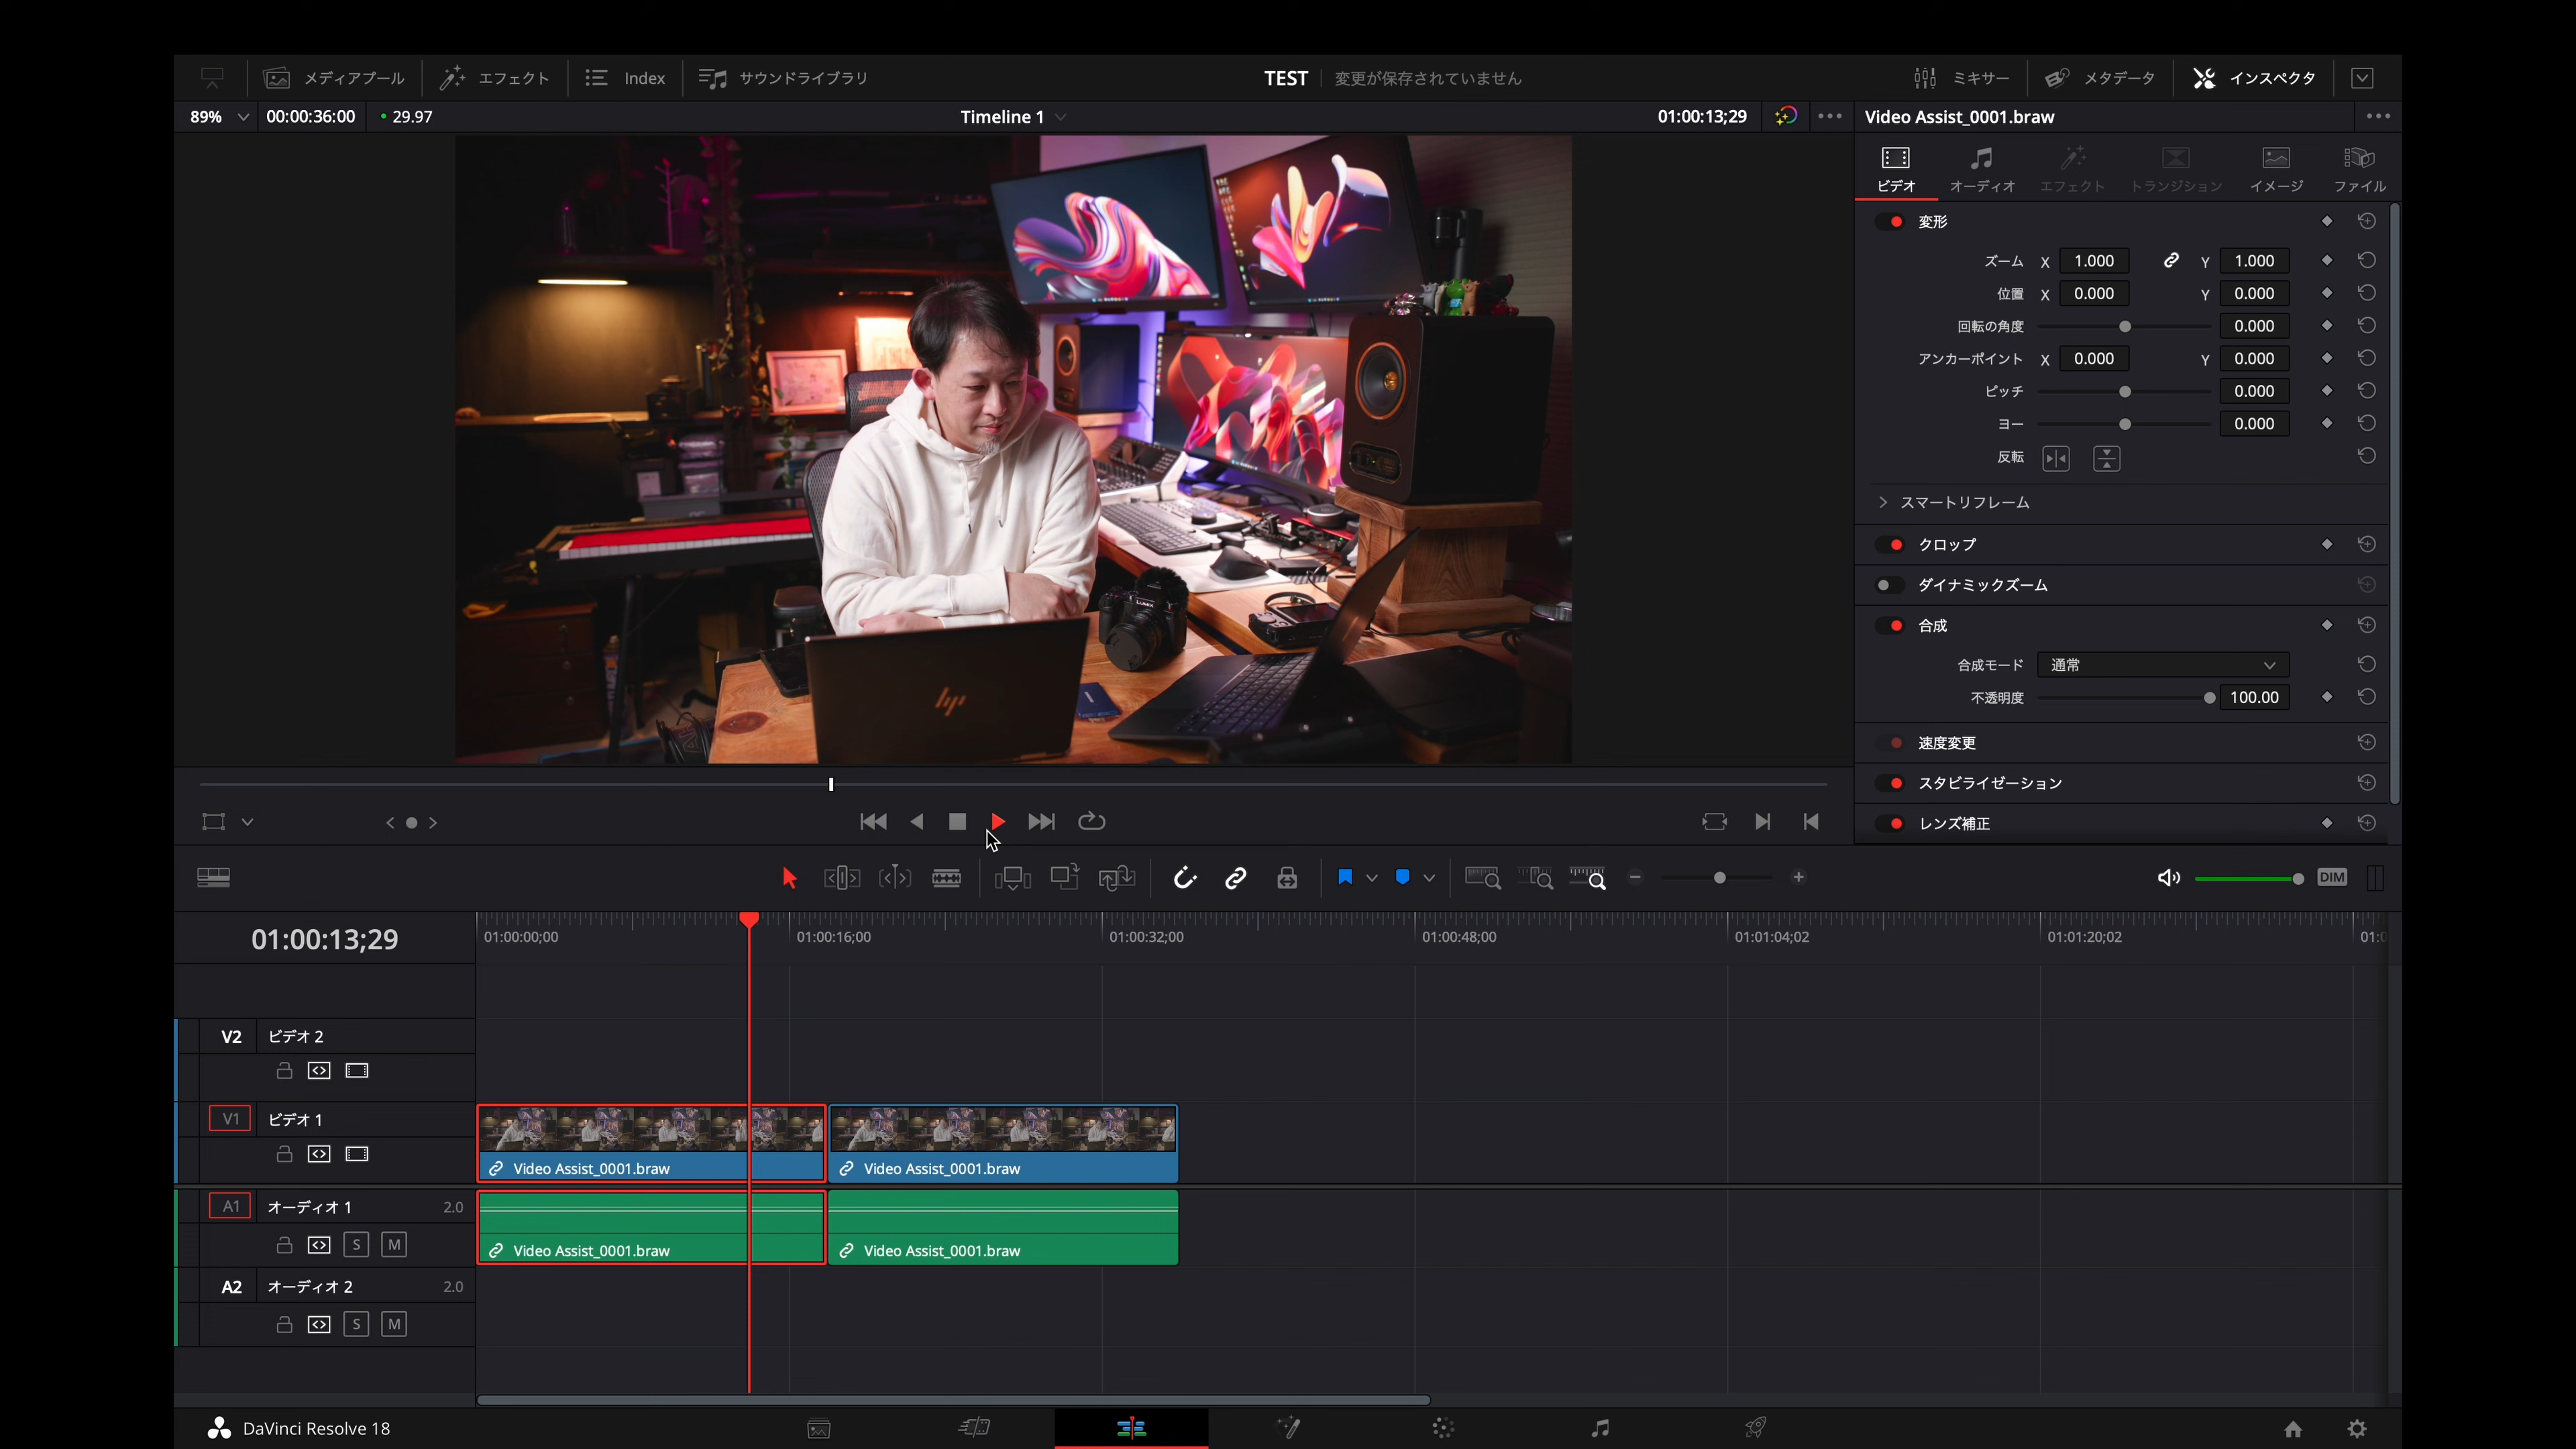 メディアプール エフェクト Index サウンドライブラリ TEST 変更が保存されていません ミキサー メタデータ インスペクタ
89% 00:00:36:00 29.97 Timeline 1 01:00:13;29 Video Assist_0001.braw
ビデオ オーディオ エフェクト トランジション イメージ ファイル
変形
ズーム X 1.000 Y 1.000
位置 X 0.000 Y 0.000
回転の角度 0.000
アンカーポイント X 0.000 Y 0.000
ピッチ 0.000
ヨー 0.000
反転
スマートリフレーム
クロップ
ダイナミックズーム
合成
合成モード 通常
不透明度 100.00
速度変更
スタビライゼーション
レンズ補正
LUMIX
hp
DIM
01:00:13;29
01:00:00;00 01:00:16;00 01:00:32;00 01:00:48;00 01:01:04;02 01:01:20;02
V2 ビデオ 2
V1 ビデオ 1
Video Assist_0001.braw Video Assist_0001.braw
A1 オーディオ 1 2.0
S M
Video Assist_0001.braw Video Assist_0001.braw
A2 オーディオ 2 2.0
S M
DaVinci Resolve 18